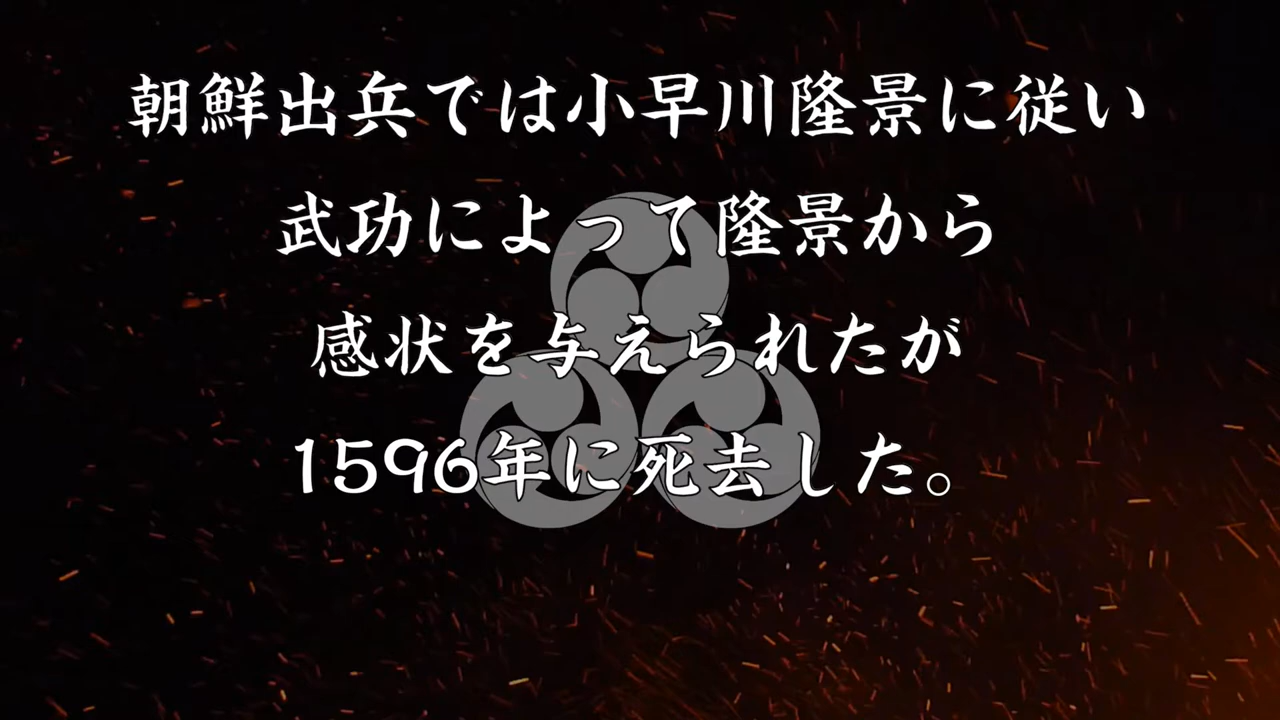 朝鮮出兵では小早川隆景に従い
武功によって隆景から
感状を与えられたが
1596年に死去した。